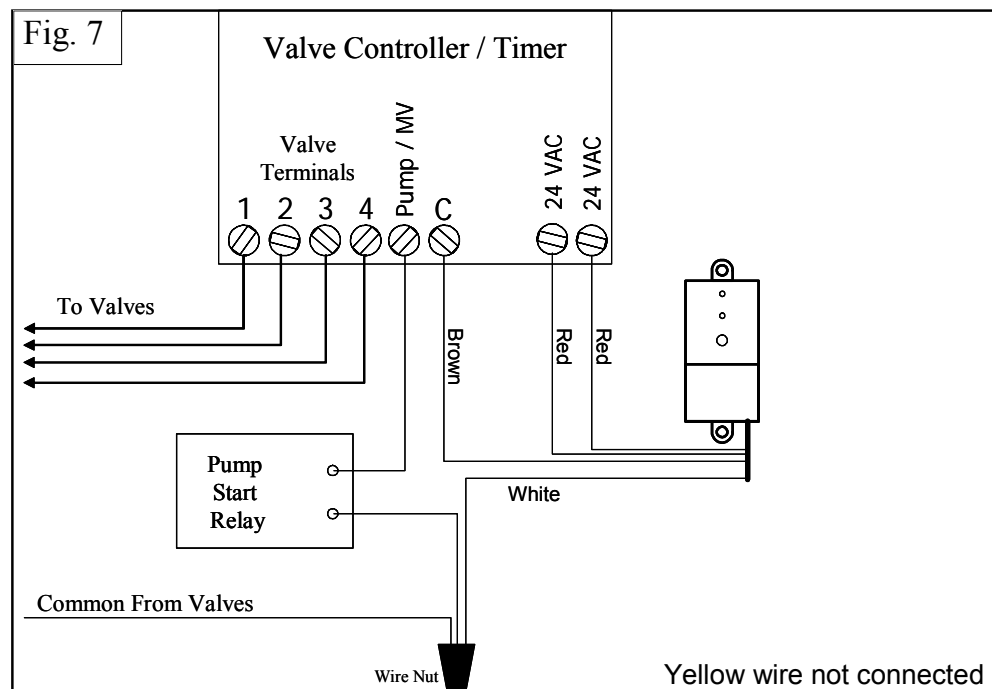 Fig. 7
Valve Controller / Timer
Valve
Terminals
1 2 3 4 Pump / MV C 24 VAC 24 VAC
To Valves
Brown
Red
Red
Pump
Start
Relay
White
Common From Valves
Wire Nut
Yellow wire not connected